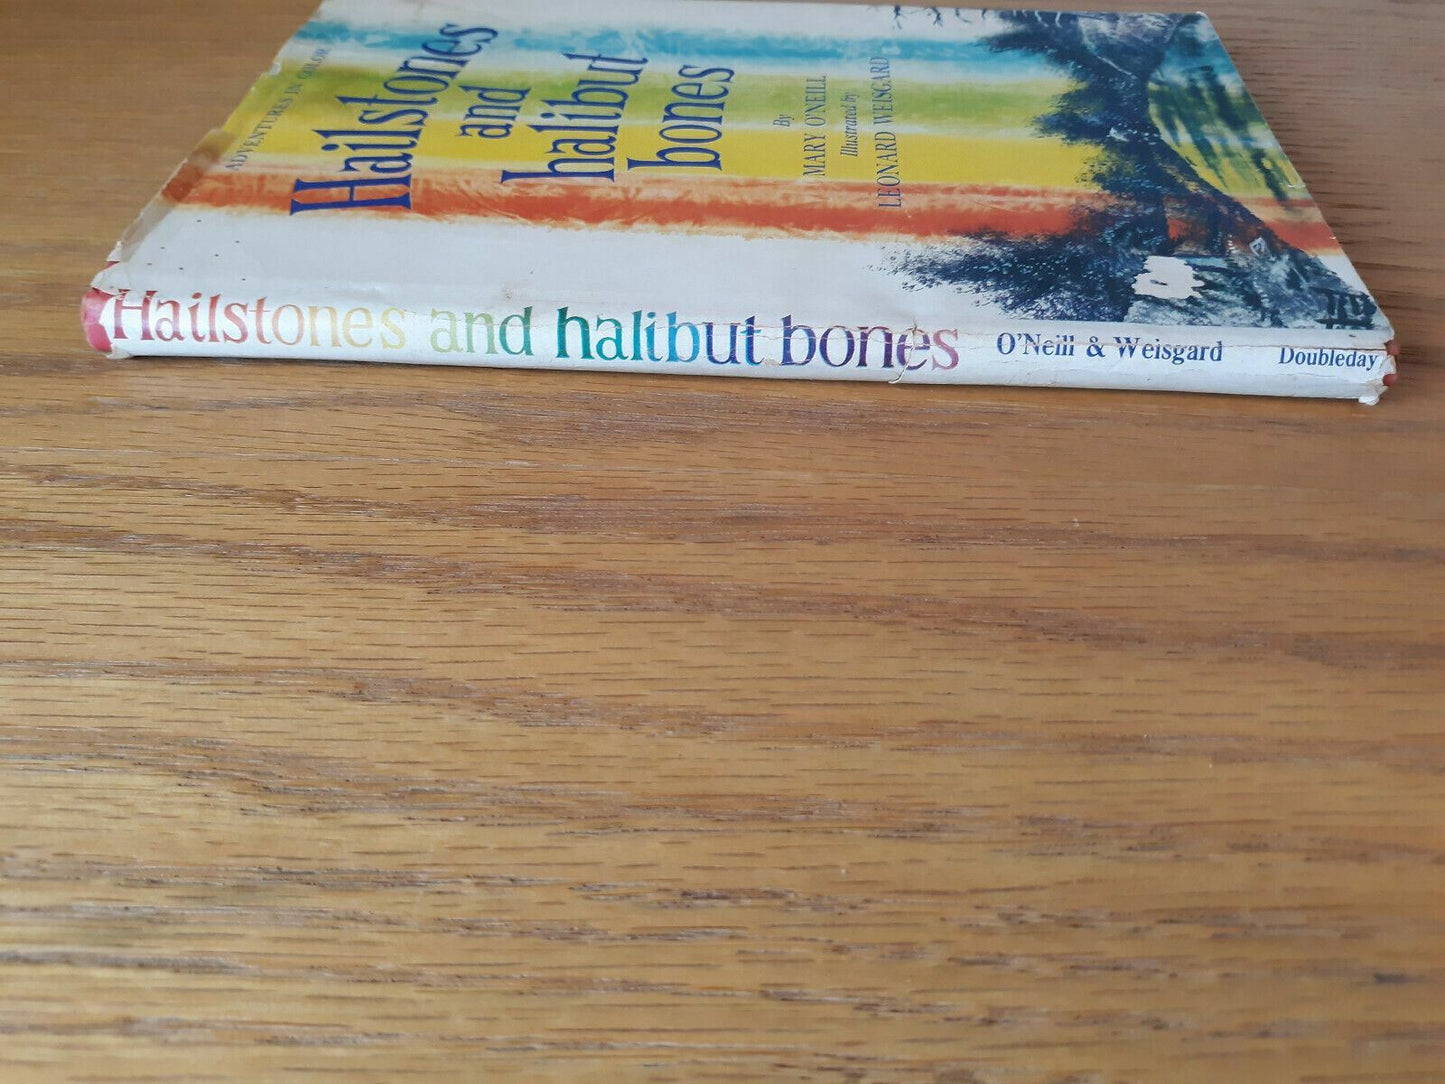 ADVENTURES IN COLOR
Hailstones
and
halibut
bones
By
MARY O'NEILL
Illustrated by
LEONARD WEISGARD
Hailstones and halibut bones O'Neill & Weisgard Doubleday